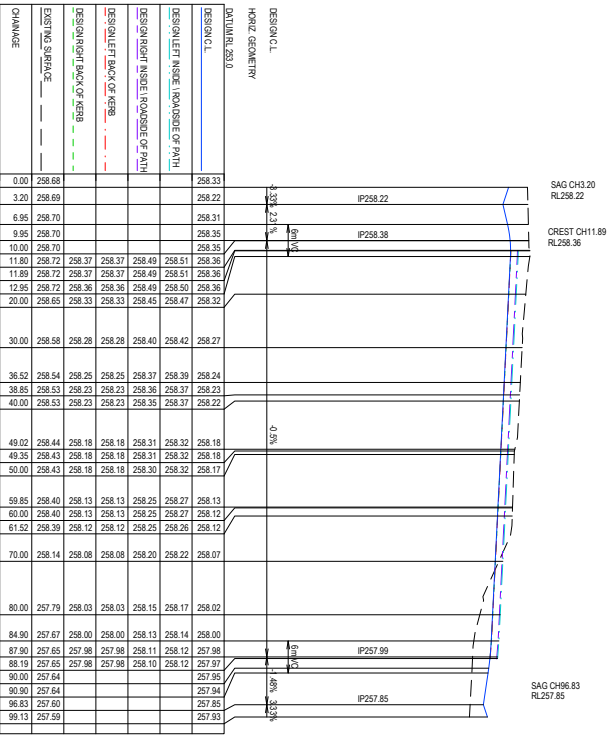 DESIGN C.L.
HORIZ. GEOMETRY
DATUM RL 253.0
DESIGN C.L.
DESIGN LEFT INSIDE \ ROADSIDE OF PATH
DESIGN RIGHT INSIDE \ ROADSIDE OF PATH
DESIGN LEFT BACK OF KERB
DESIGN RIGHT BACK OF KERB
EXISTING SURFACE
CHAINAGE
0.00 258.68 258.33
3.20 258.69 258.22
6.95 258.70 258.31
9.95 258.70 258.35
10.00 258.70 258.35
11.80 258.72 258.37 258.37 258.49 258.51 258.36
11.89 258.72 258.37 258.37 258.49 258.51 258.36
12.95 258.72 258.36 258.36 258.49 258.50 258.36
20.00 258.65 258.33 258.33 258.45 258.47 258.32
30.00 258.58 258.28 258.28 258.40 258.42 258.27
36.52 258.54 258.25 258.25 258.37 258.39 258.24
38.85 258.53 258.23 258.23 258.36 258.37 258.23
40.00 258.53 258.23 258.23 258.35 258.37 258.22
49.02 258.44 258.18 258.18 258.31 258.32 258.18
49.35 258.43 258.18 258.18 258.31 258.32 258.18
50.00 258.43 258.18 258.18 258.30 258.32 258.17
59.85 258.40 258.13 258.13 258.25 258.27 258.13
60.00 258.40 258.13 258.13 258.25 258.27 258.12
61.52 258.39 258.12 258.12 258.25 258.26 258.12
70.00 258.14 258.08 258.08 258.20 258.22 258.07
80.00 257.79 258.03 258.03 258.15 258.17 258.02
84.90 257.67 258.00 258.00 258.13 258.14 258.00
87.90 257.65 257.98 257.98 258.11 258.12 257.98
88.19 257.65 257.98 257.98 258.10 258.12 257.97
90.00 257.64 257.95
90.90 257.64 257.94
96.83 257.60 257.85
99.13 257.59 257.93
-3.33%
2.31%
-0.5%
-1.48%
3.33%
6m VC
6m VC
IP258.22
IP258.38
IP257.99
IP257.85
SAG CH3.20
RL258.22
CREST CH11.89
RL258.36
SAG CH96.83
RL257.85